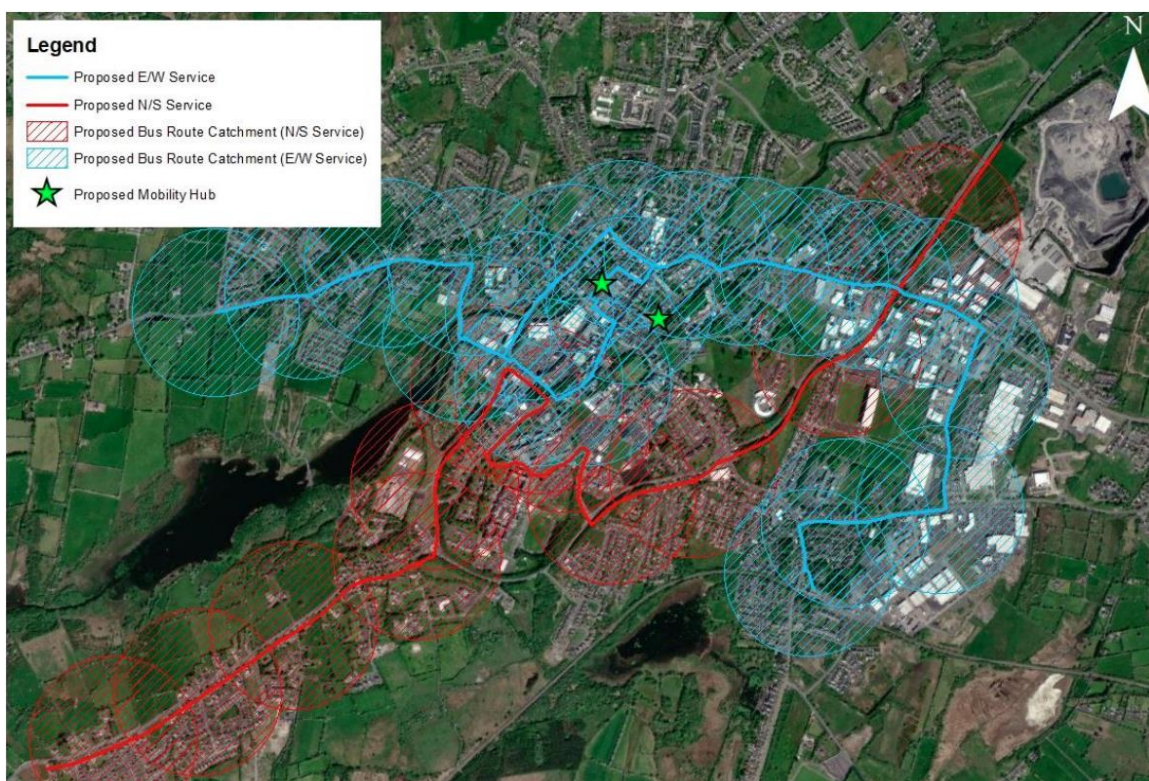 N
Legend
Proposed E/W Service
Proposed N/S Service
Proposed Bus Route Catchment (N/S Service)
Proposed Bus Route Catchment (E/W Service)
Proposed Mobility Hub